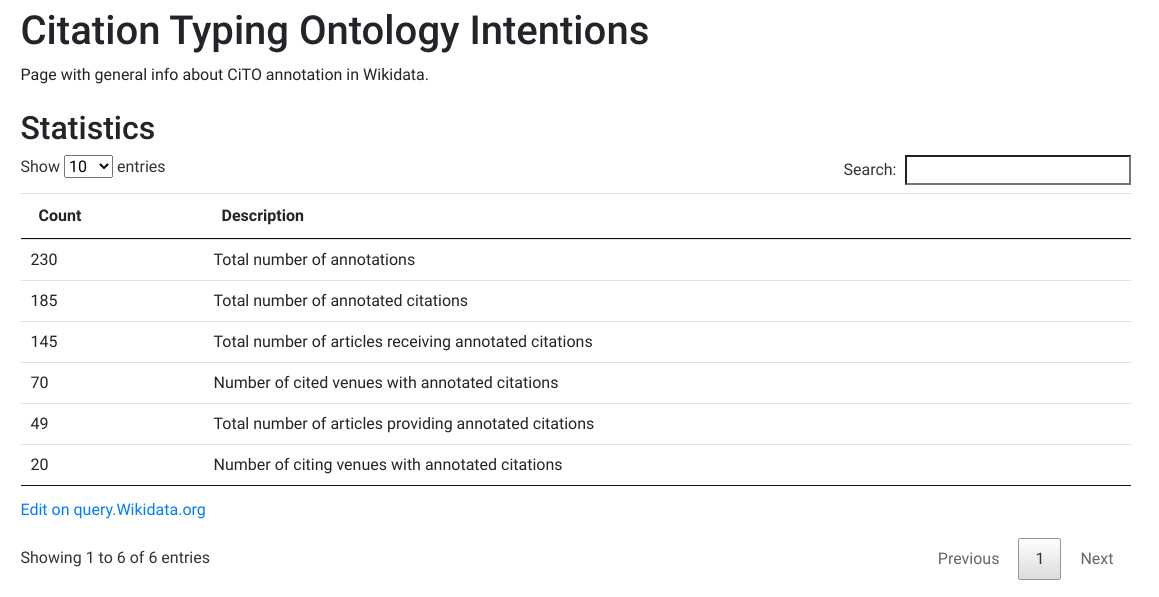 Citation Typing Ontology Intentions
Page with general info about CiTO annotation in Wikidata.
Statistics
Show 10 entries
Search:
Count Description
230 Total number of annotations
185 Total number of annotated citations
145 Total number of articles receiving annotated citations
70 Number of cited venues with annotated citations
49 Total number of articles providing annotated citations
20 Number of citing venues with annotated citations
Edit on query.Wikidata.org
Showing 1 to 6 of 6 entries
Previous 1 Next